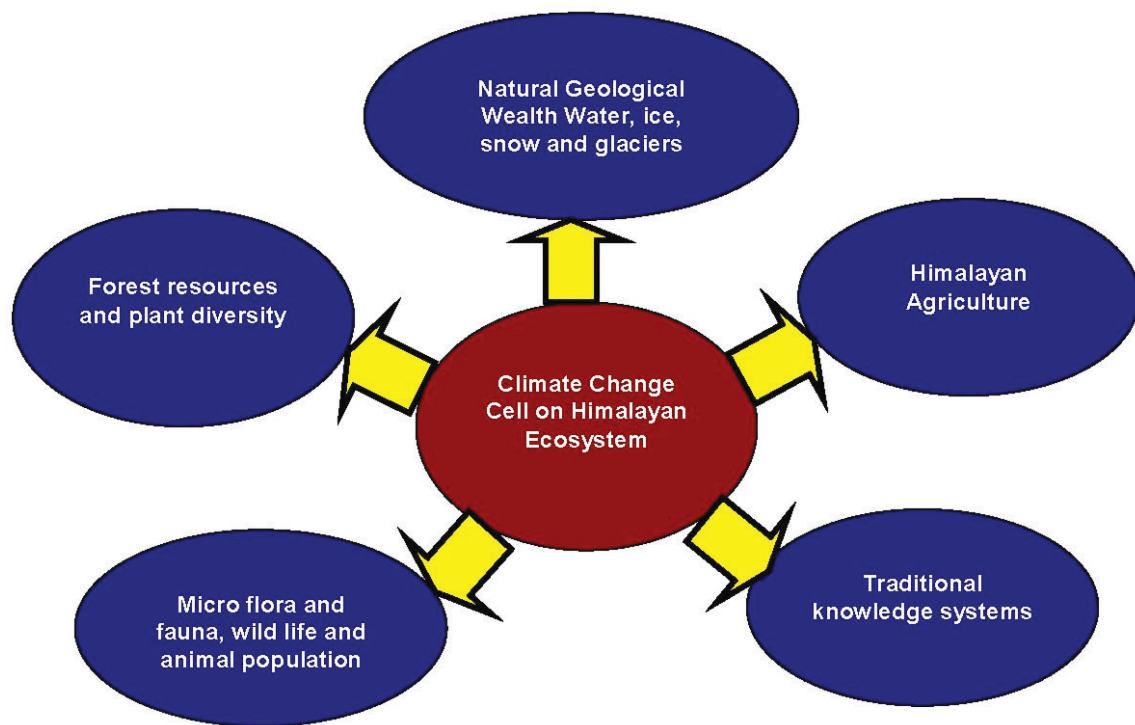 Natural Geological
Wealth Water, ice,
snow and glaciers
Forest resources
and plant diversity
Himalayan
Agriculture
Climate Change
Cell on Himalayan
Ecosystem
Micro flora and
fauna, wild life and
animal population
Traditional
knowledge systems